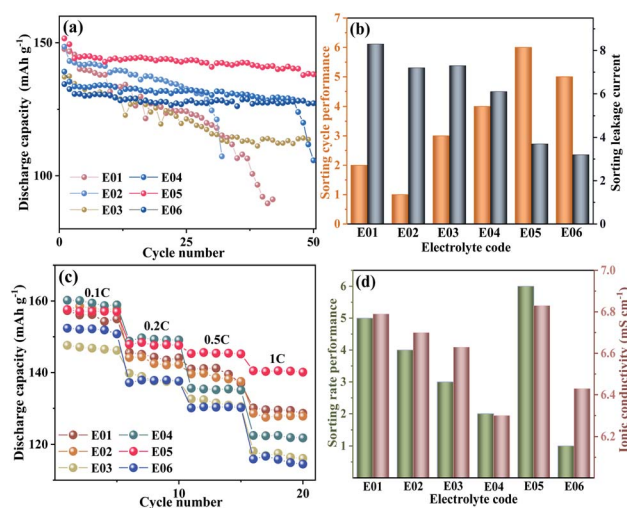 (a)
Discharge capacity (mAh g⁻¹)
150
100
E01 E04
E02 E05
E03 E06
0 25 50
Cycle number
(b)
Sorting cycle performance
7
6
5
4
3
2
1
0
Sorting leakage current
8
6
4
2
0
E01 E02 E03 E04 E05 E06
Electrolyte code
(c)
Discharge capacity (mAh g⁻¹)
160
140
120
0.1C
0.2C
0.5C
1C
E01 E04
E02 E05
E03 E06
0 10 20
Cycle number
(d)
Sorting rate performance
6
5
4
3
2
1
Ionic conductivity (mS cm⁻¹)
7.0
6.8
6.6
6.4
6.2
E01 E02 E03 E04 E05 E06
Electrolyte code